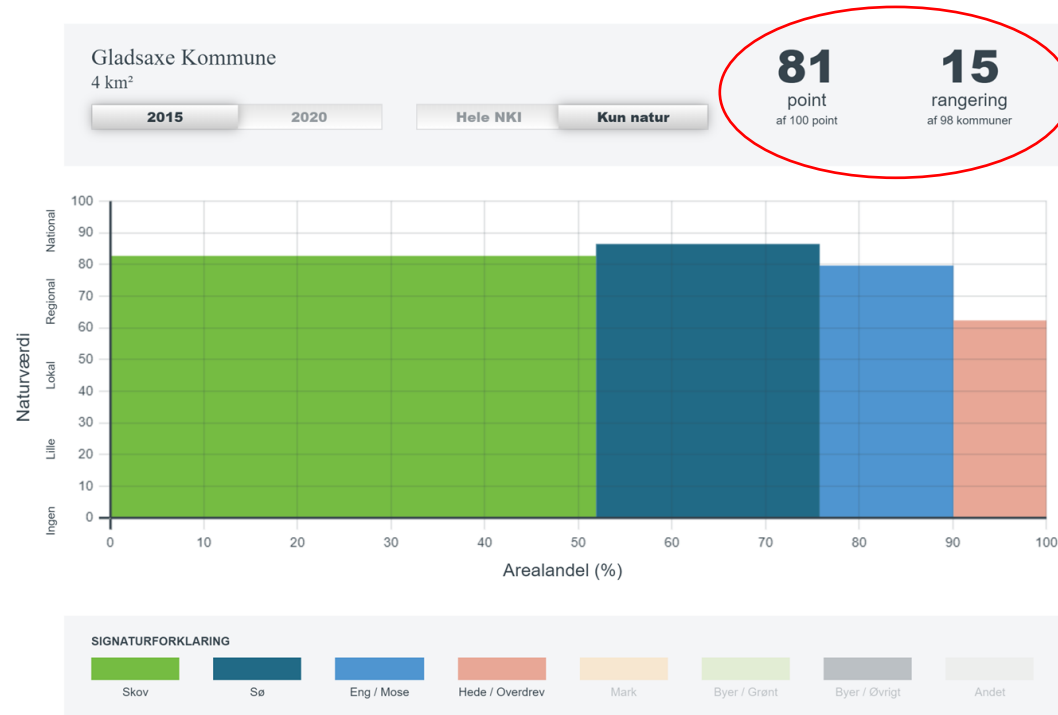 Gladsaxe Kommune
4 km²
2015 2020 Hele NKI Kun natur
81 15
point rangering
af 100 point af 98 kommuner
Naturværdi
National
Regional
Lokal
Lille
Ingen
100
90
80
70
60
50
40
30
20
10
0
0 10 20 30 40 50 60 70 80 90 100
Arealandel (%)
SIGNATURFORKLARING
Skov Sø Eng / Mose Hede / Overdrev Mark Byer / Grønt Byer / Øvrigt Andet